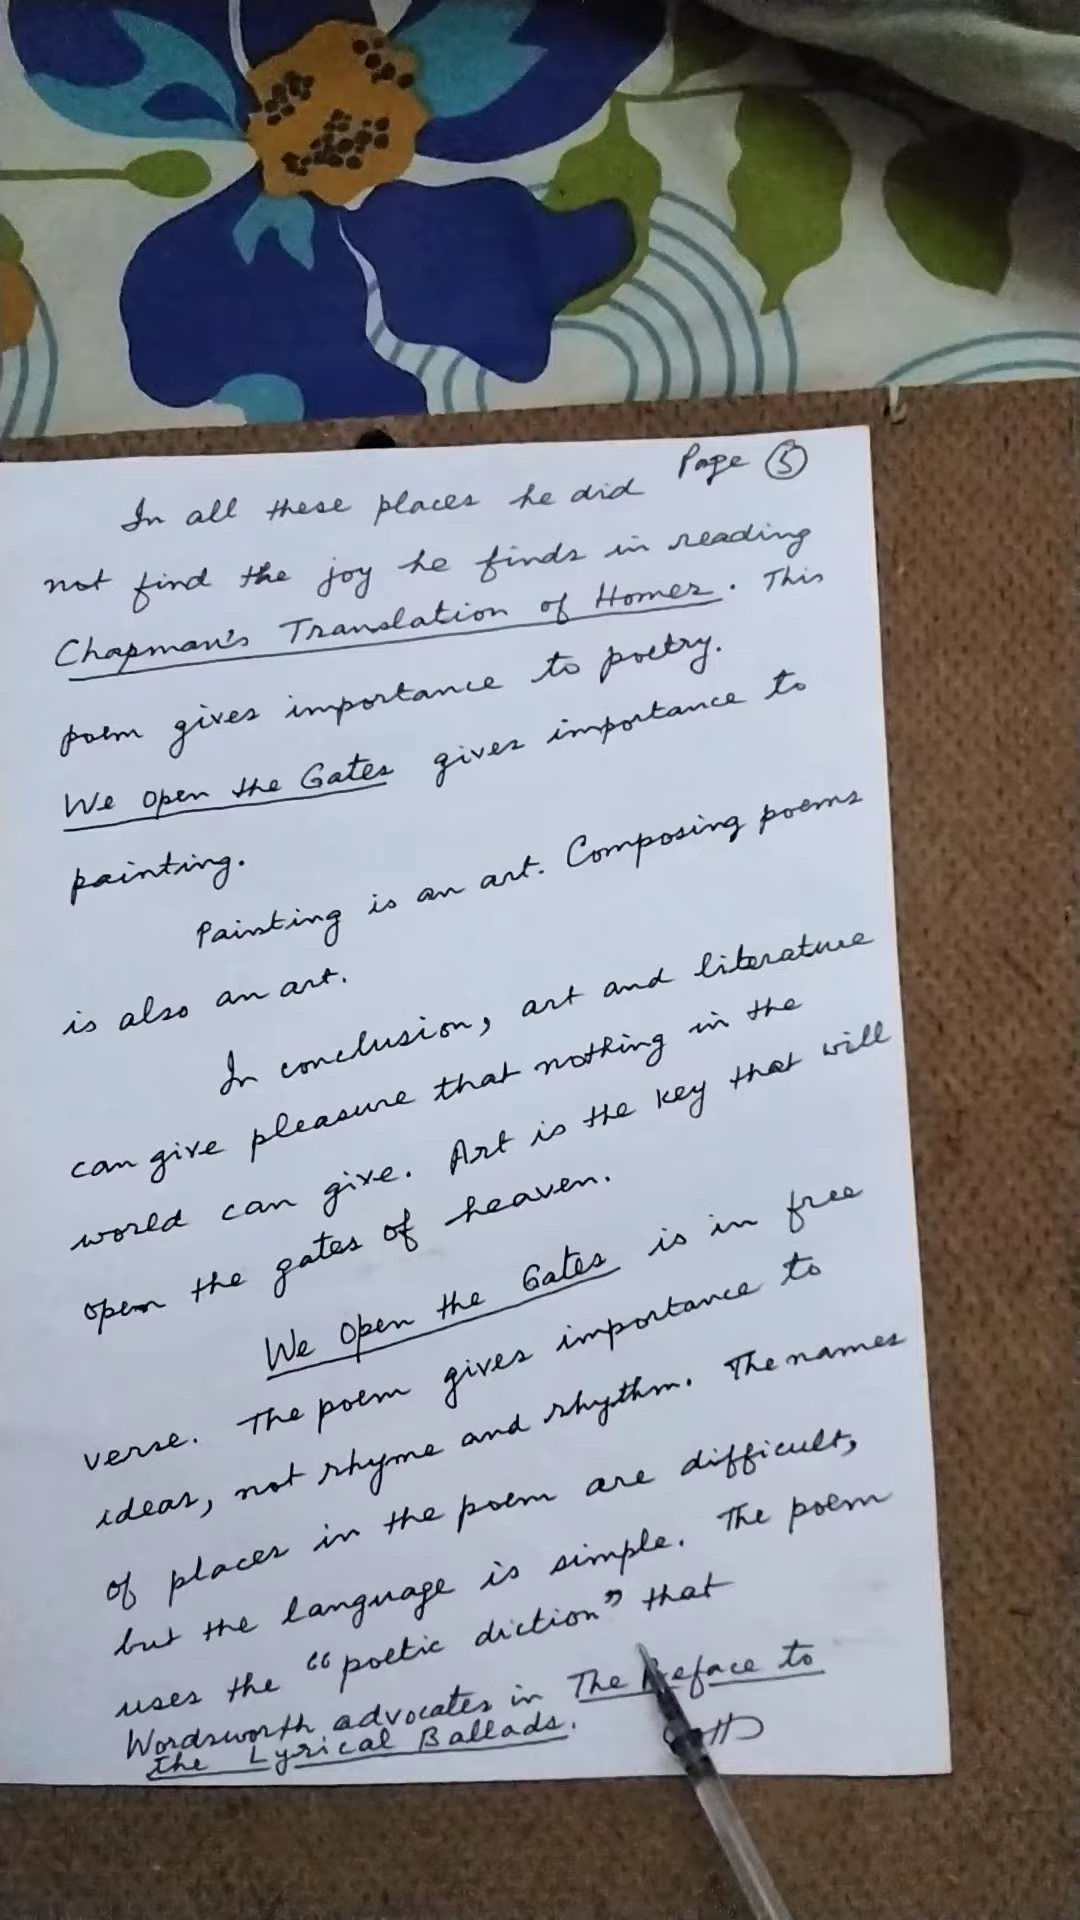 Page 5
In all these places he did
not find the joy he finds in reading
Chapman's Translation of Homer. This
poem gives importance to poetry.
We Open the Gates gives importance to
painting.
Painting is an art. Composing poems
is also an art.
In conclusion, art and literature
can give pleasure that nothing in the
world can give. Art is the key that will
open the gates of heaven.
We Open the Gates is in free
verse. The poem gives importance to
ideas, not rhyme and rhythm. The names
of places in the poem are difficult,
but the language is simple. The poem
uses the "poetic diction" that
Wordsworth advocates in The Preface to
the Lyrical Ballads.